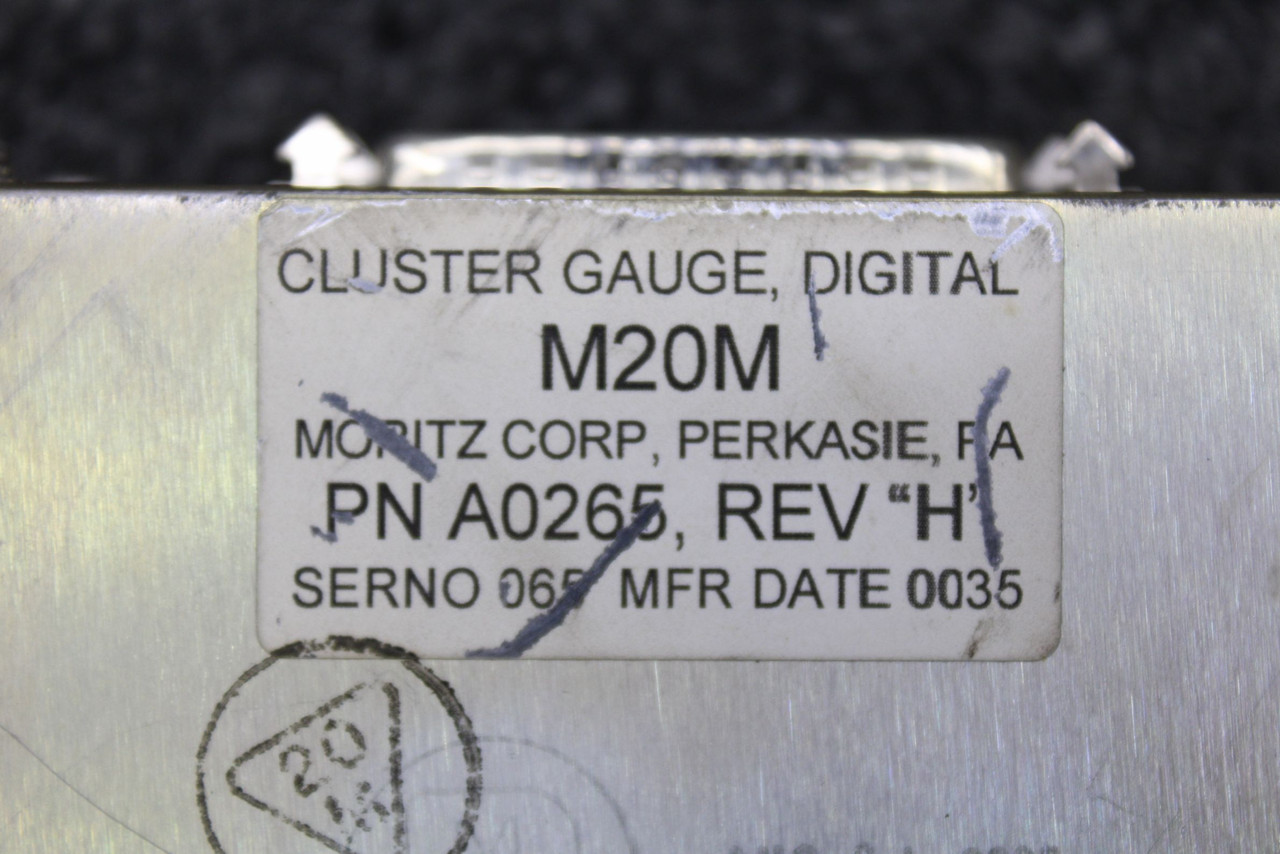 CLUSTER GAUGE, DIGITAL
M20M
MORITZ CORP, PERKASIE, PA
PN A0265, REV “H”
SERNO 065 MFR DATE 0035
20